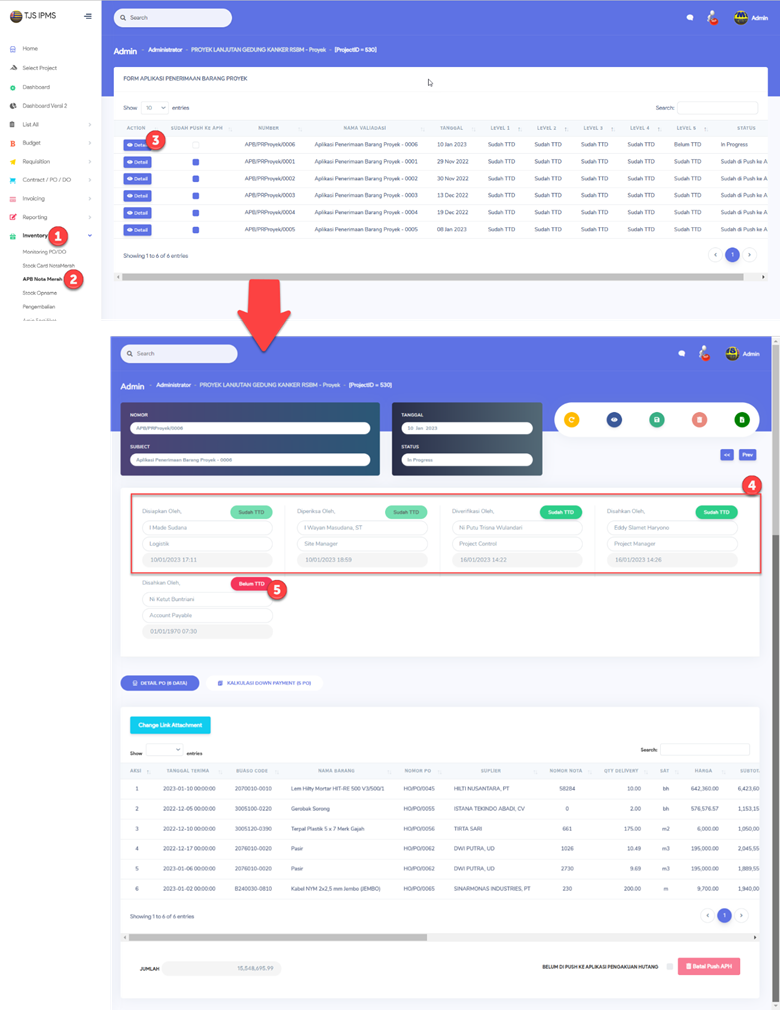 TJS IPMS
Search
Admin
Home
Select Project
Dashboard
Dashboard Versi 2
List All
Budget
Requisition
Contract / PO / DO
Invoicing
Reporting
Inventory
1
Monitoring PO/DO
Stock Card NotaMerah
APB Nota Merah
2
Stock Opname
Pengembalian
Admin - Administrator - PROYEK LANJUTAN GEDUNG KANKER RSBM - Proyek - [ProjectID = 530]
FORM APLIKASI PENERIMAAN BARANG PROYEK
Show 10 entries
Search:
ACTION SUDAH PUSH KE APH NUMBER NAMA VALIADASI TANGGAL LEVEL 1 LEVEL 2 LEVEL 3 LEVEL 4 LEVEL 5 STATUS
3
Detail APB/PRProyek/0006 Aplikasi Penerimaan Barang Proyek - 0006 10 Jan 2023 Sudah TTD Sudah TTD Sudah TTD Sudah TTD Belum TTD In Progress
Detail APB/PRProyek/0001 Aplikasi Penerimaan Barang Proyek - 0001 29 Nov 2022 Sudah TTD Sudah TTD Sudah TTD Sudah TTD Sudah TTD Sudah di Push ke A
Detail APB/PRProyek/0002 Aplikasi Penerimaan Barang Proyek - 0002 30 Nov 2022 Sudah TTD Sudah TTD Sudah TTD Sudah TTD Sudah TTD Sudah di Push ke A
Detail APB/PRProyek/0003 Aplikasi Penerimaan Barang Proyek - 0003 13 Dec 2022 Sudah TTD Sudah TTD Sudah TTD Sudah TTD Sudah TTD Sudah di Push ke A
Detail APB/PRProyek/0004 Aplikasi Penerimaan Barang Proyek - 0004 19 Dec 2022 Sudah TTD Sudah TTD Sudah TTD Sudah TTD Sudah TTD Sudah di Push ke A
Detail APB/PRProyek/0005 Aplikasi Penerimaan Barang Proyek - 0005 08 Jan 2023 Sudah TTD Sudah TTD Sudah TTD Sudah TTD Sudah TTD Sudah di Push ke A
Showing 1 to 6 of 6 entries
1
Search
Admin
Admin - Administrator - PROYEK LANJUTAN GEDUNG KANKER RSBM - Proyek - [ProjectID = 530]
NOMOR
APB/PRProyek/0006
SUBJECT
Aplikasi Penerimaan Barang Proyek - 0006
TANGGAL
10 Jan 2023
STATUS
In Progress
<< Prev
4
Disiapkan Oleh, Sudah TTD
I Made Sudana
Logistik
10/01/2023 17:11
Diperiksa Oleh, Sudah TTD
I Wayan Masudana, ST
Site Manager
10/01/2023 18:59
Diverifikasi Oleh, Sudah TTD
Ni Putu Trisna Wulandari
Project Control
16/01/2023 14:22
Disahkan Oleh, Sudah TTD
Eddy Slamet Haryono
Project Manager
16/01/2023 14:26
Disahkan Oleh, Belum TTD
5
Ni Ketut Buntriani
Account Payable
01/01/1970 07:30
DETAIL PO (6 DATA)
KALKULASI DOWN PAYMENT (5 PO)
Change Link Attachment
Show entries
Search:
AKSI TANGGAL TERIMA BUASO CODE NAMA BARANG NOMOR PO SUPLIER NOMOR NOTA QTY DELIVERY SAT HARGA SUBTOT
1 2023-01-10 00:00:00 2070010-0010 Lem Hilty Mortar HIT-RE 500 V3/500/1 HO/PO/0045 HILTI NUSANTARA, PT 58284 10.00 bh 642,360.00 6,423,60
2 2022-12-05 00:00:00 3005100-0220 Gerobak Sorong HO/PO/0055 ISTANA TEKINDO ABADI, CV 0 2.00 bh 576,576.57 1,153,15
3 2022-12-10 00:00:00 3005120-0390 Terpal Plastik 5 x 7 Merk Gajah HO/PO/0056 TIRTA SARI 661 175.00 m2 6,000.00 1,050,00
4 2022-12-17 00:00:00 2076010-0020 Pasir HO/PO/0062 DWI PUTRA, UD 1026 10.49 m3 195,000.00 2,045,55
5 2023-01-06 00:00:00 2076010-0020 Pasir HO/PO/0062 DWI PUTRA, UD 2730 9.69 m3 195,000.00 1,889,55
6 2023-01-02 00:00:00 B240030-0810 Kabel NYM 2x2,5 mm Jembo (JEMBO) HO/PO/0065 SINARMONAS INDUSTRIES, PT 230 200.00 m 9,700.00 1,940,00
Showing 1 to 6 of 6 entries
1
JUMLAH
BELUM DI PUSH KE APLIKASI PENGAKUAN HUTANG
Batal Push APH